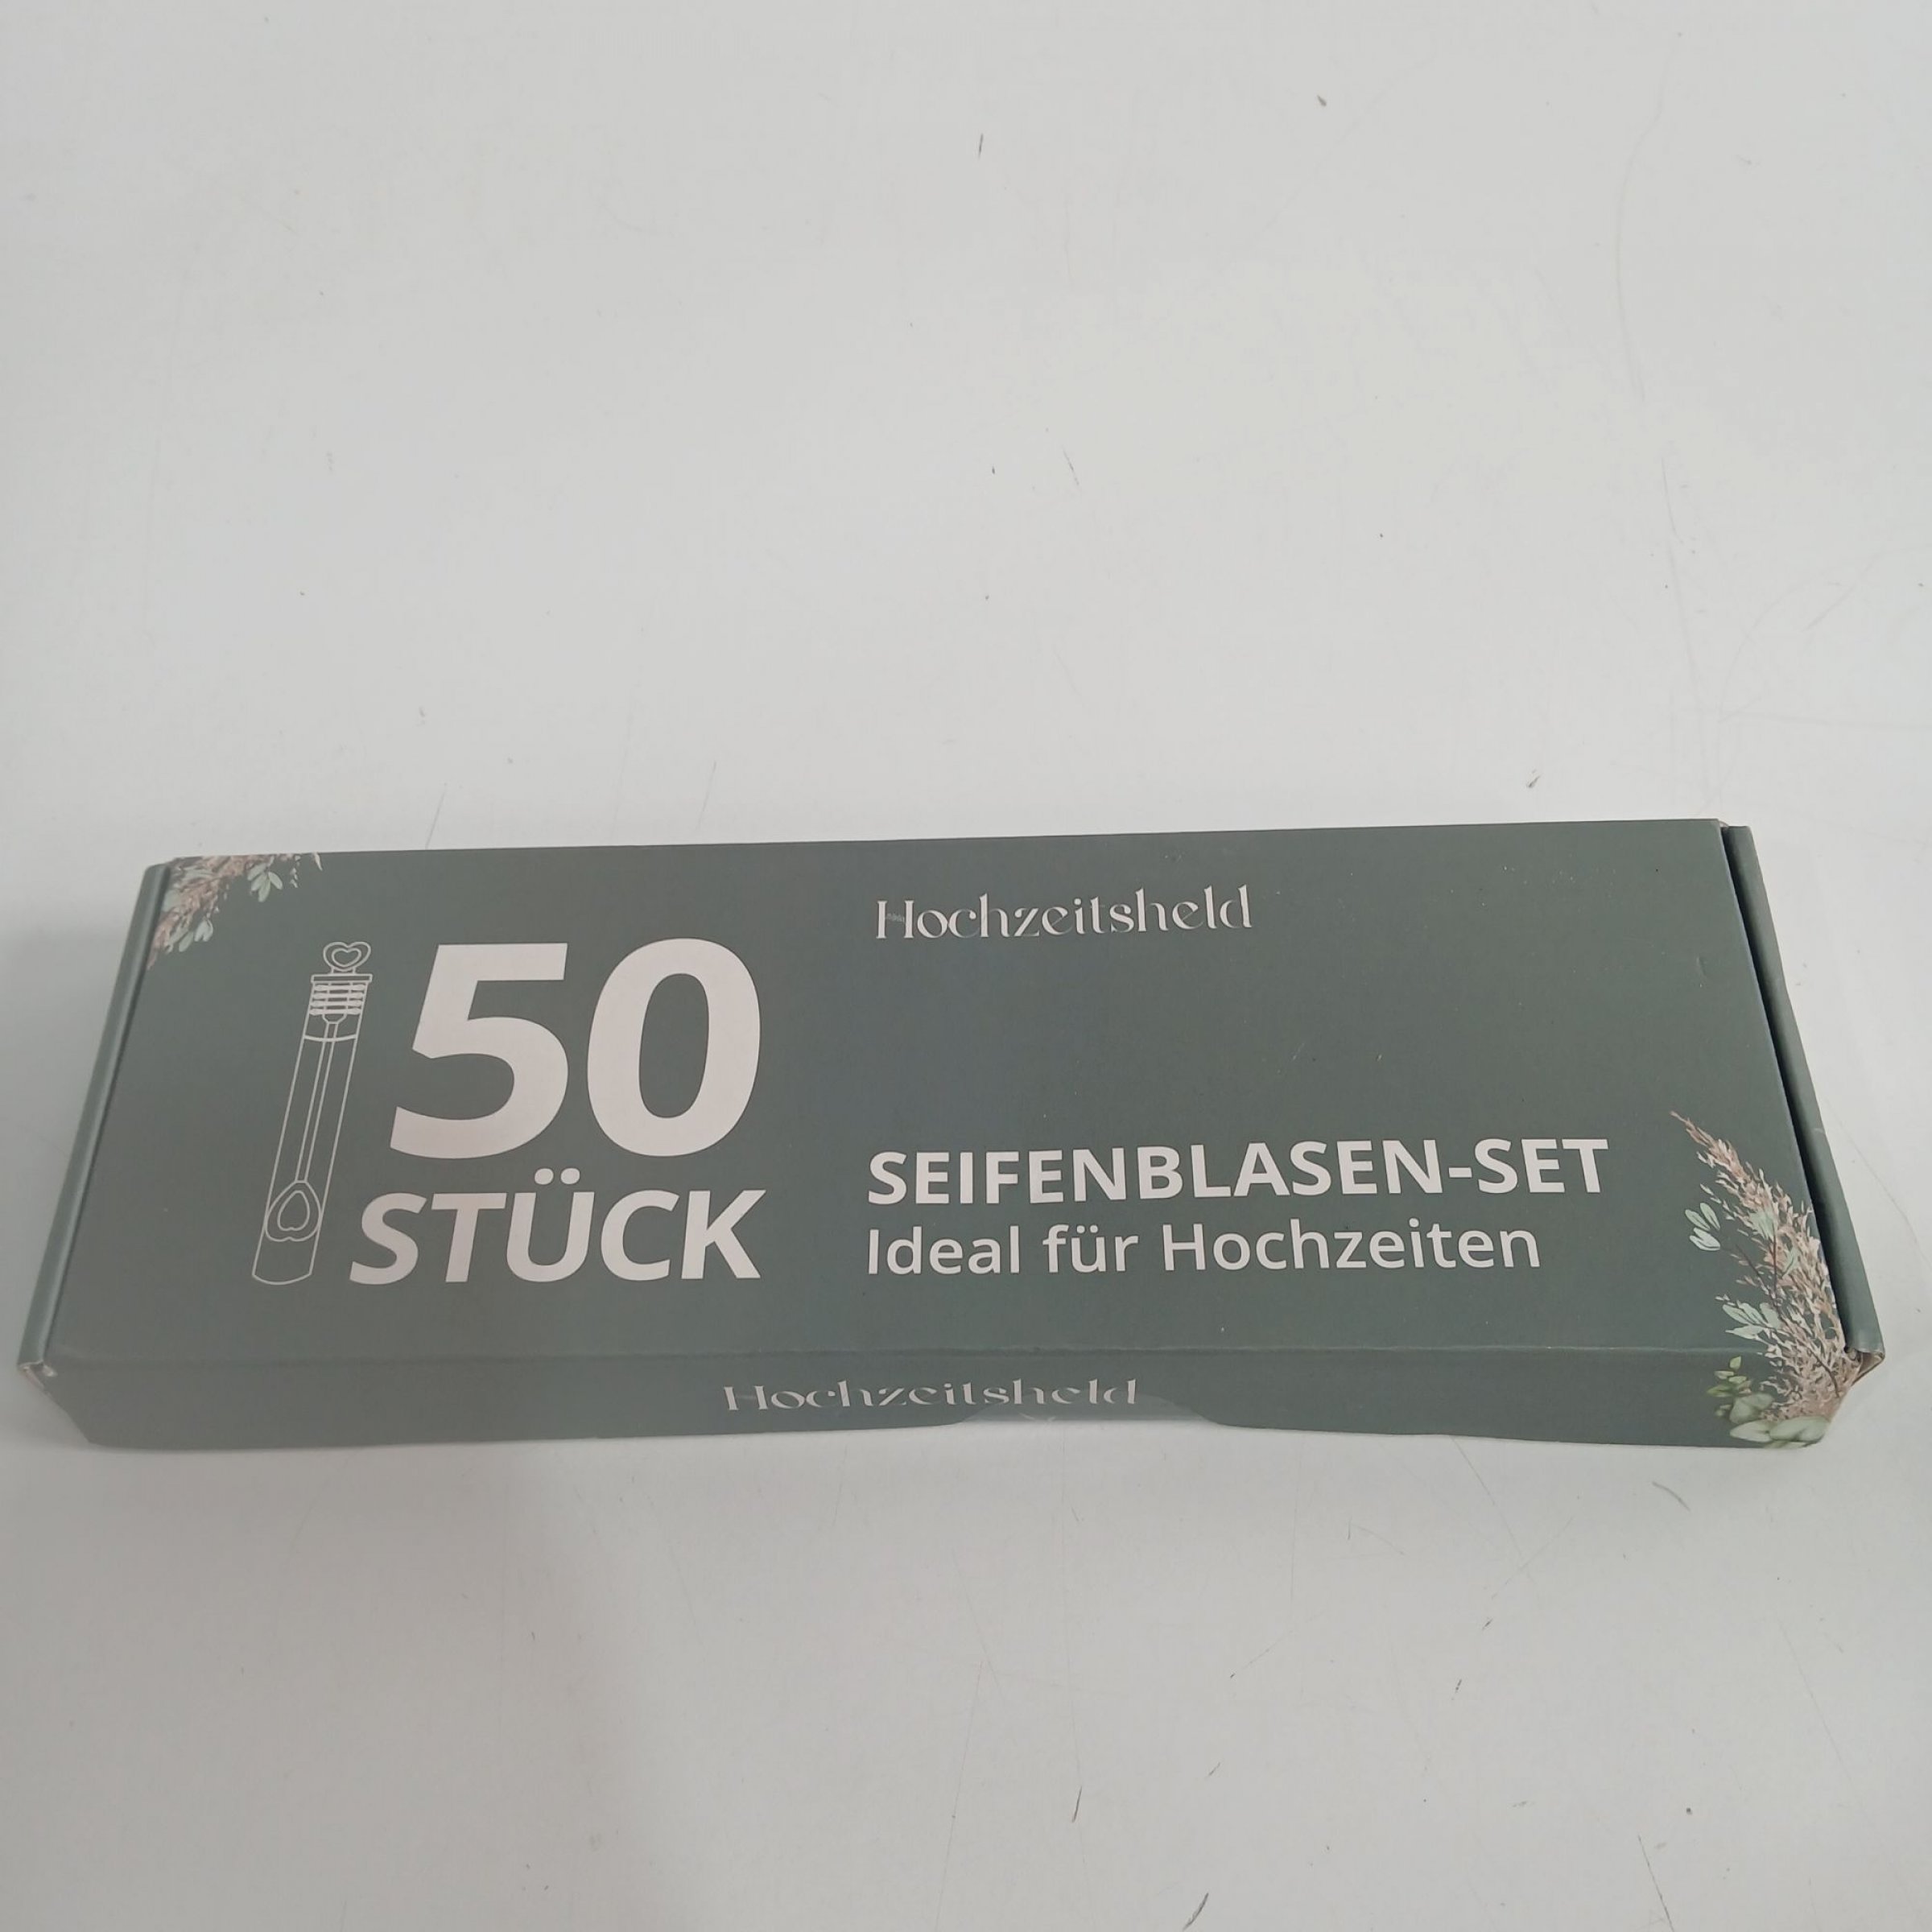 Hochzeitsheld
50
STÜCK
SEIFENBLASEN-SET
Ideal für Hochzeiten
Hochzeitsheld